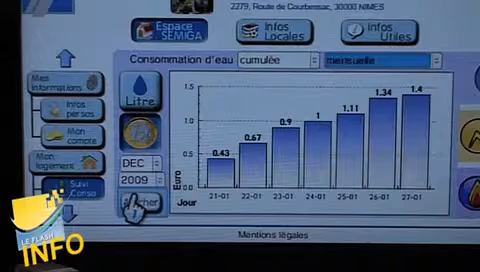 2279, Route de Courbessac, 30000 NIMES
Espace SEMIGA
Infos Locales
Infos Utiles
Consommation d'eau cumulée mensuelle
Mes informations
Infos persos
Mon compte
Mon logement
Suivi Conso
Litre
DEC
2009
Euro
1.5
1.0
0.5
0.0
0.43
0.67
0.9
1
1.11
1.34
1.4
21-01 22-01 23-01 24-01 25-01 26-01 27-01
Jour
Mentions légales
LE FLASH
INFO